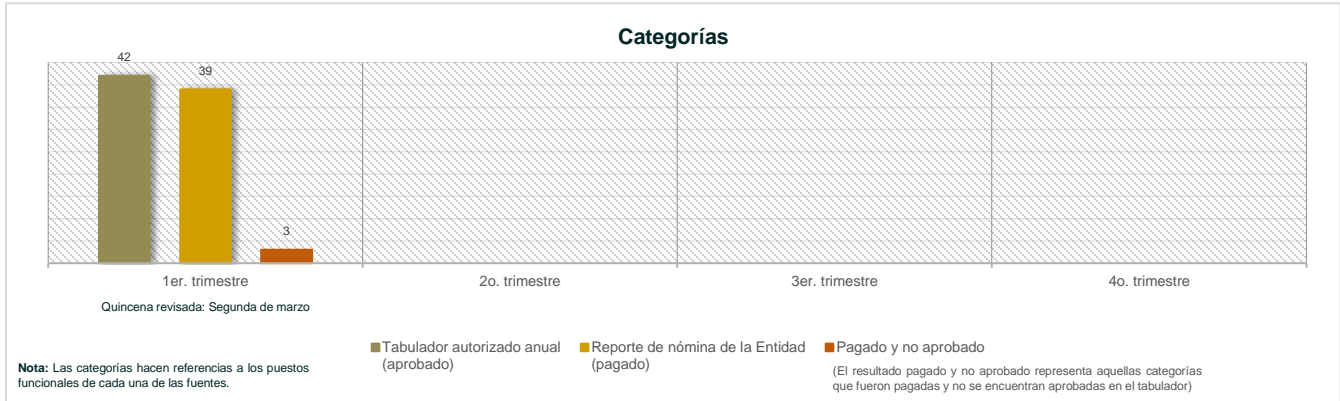 Categorías
42
39
3
1er. trimestre
2o. trimestre
3er. trimestre
4o. trimestre
Quincena revisada: Segunda de marzo
Tabulador autorizado anual
(aprobado)
Reporte de nómina de la Entidad
(pagado)
Pagado y no aprobado
(El resultado pagado y no aprobado representa aquellas categorías
que fueron pagadas y no se encuentran aprobadas en el tabulador)
Nota: Las categorías hacen referencias a los puestos
funcionales de cada una de las fuentes.